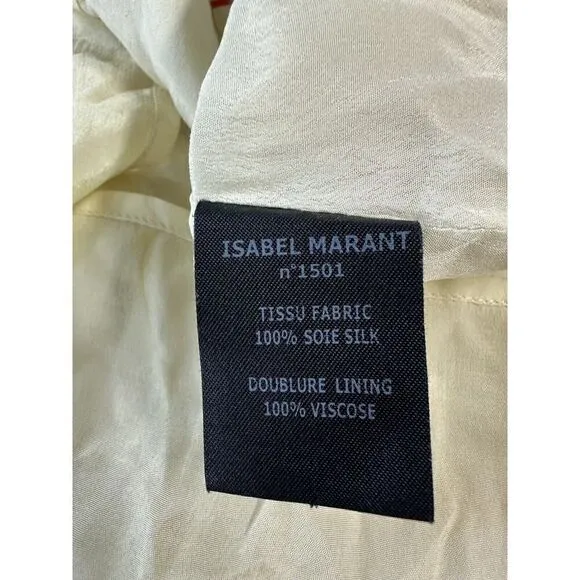 ISABEL MARANT
n°1501
TISSU FABRIC
100% SOIE SILK
DOUBLURE LINING
100% VISCOSE